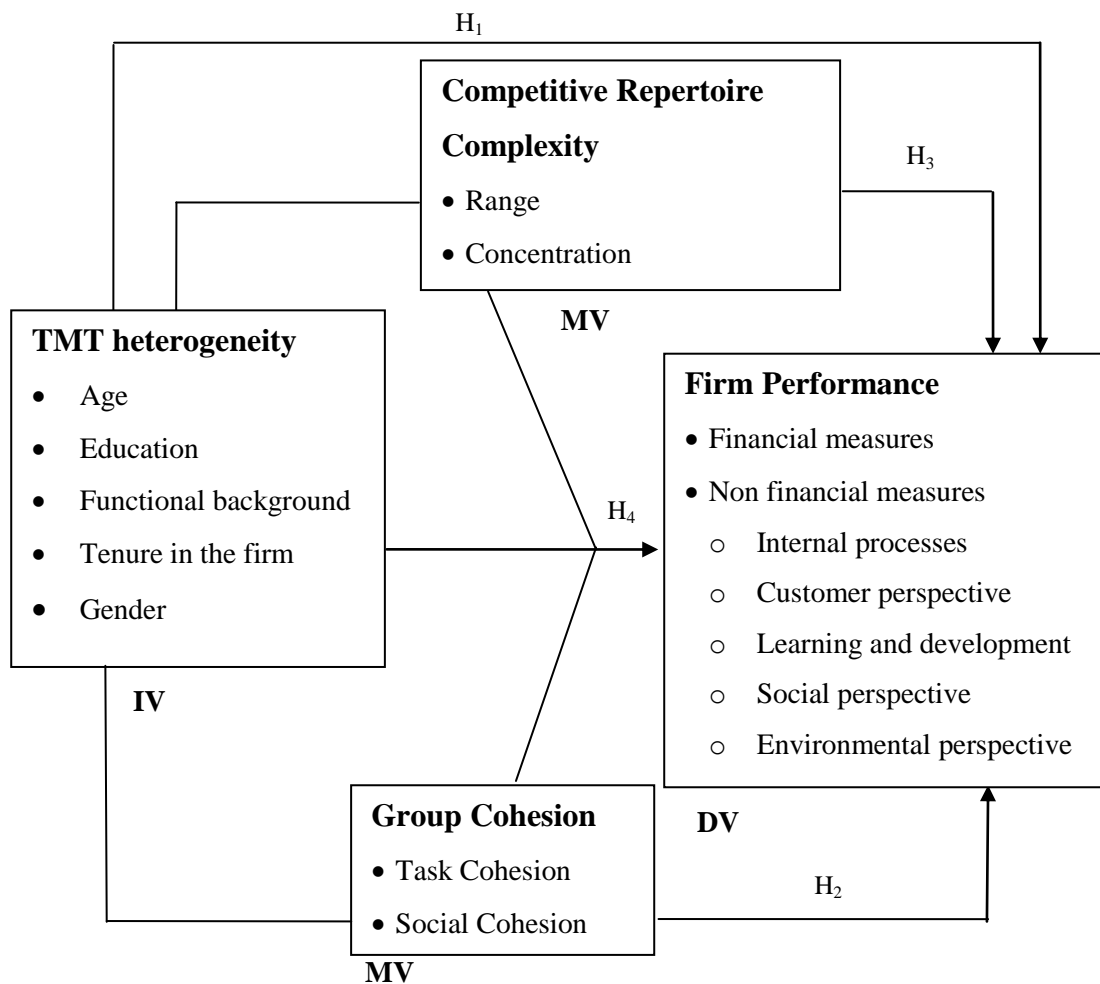 H₁
Competitive Repertoire
Complexity
• Range
• Concentration
MV
H₃
TMT heterogeneity
• Age
• Education
• Functional background
• Tenure in the firm
• Gender
IV
H₄
Firm Performance
• Financial measures
• Non financial measures
o Internal processes
o Customer perspective
o Learning and development
o Social perspective
o Environmental perspective
DV
Group Cohesion
• Task Cohesion
• Social Cohesion
MV
H₂